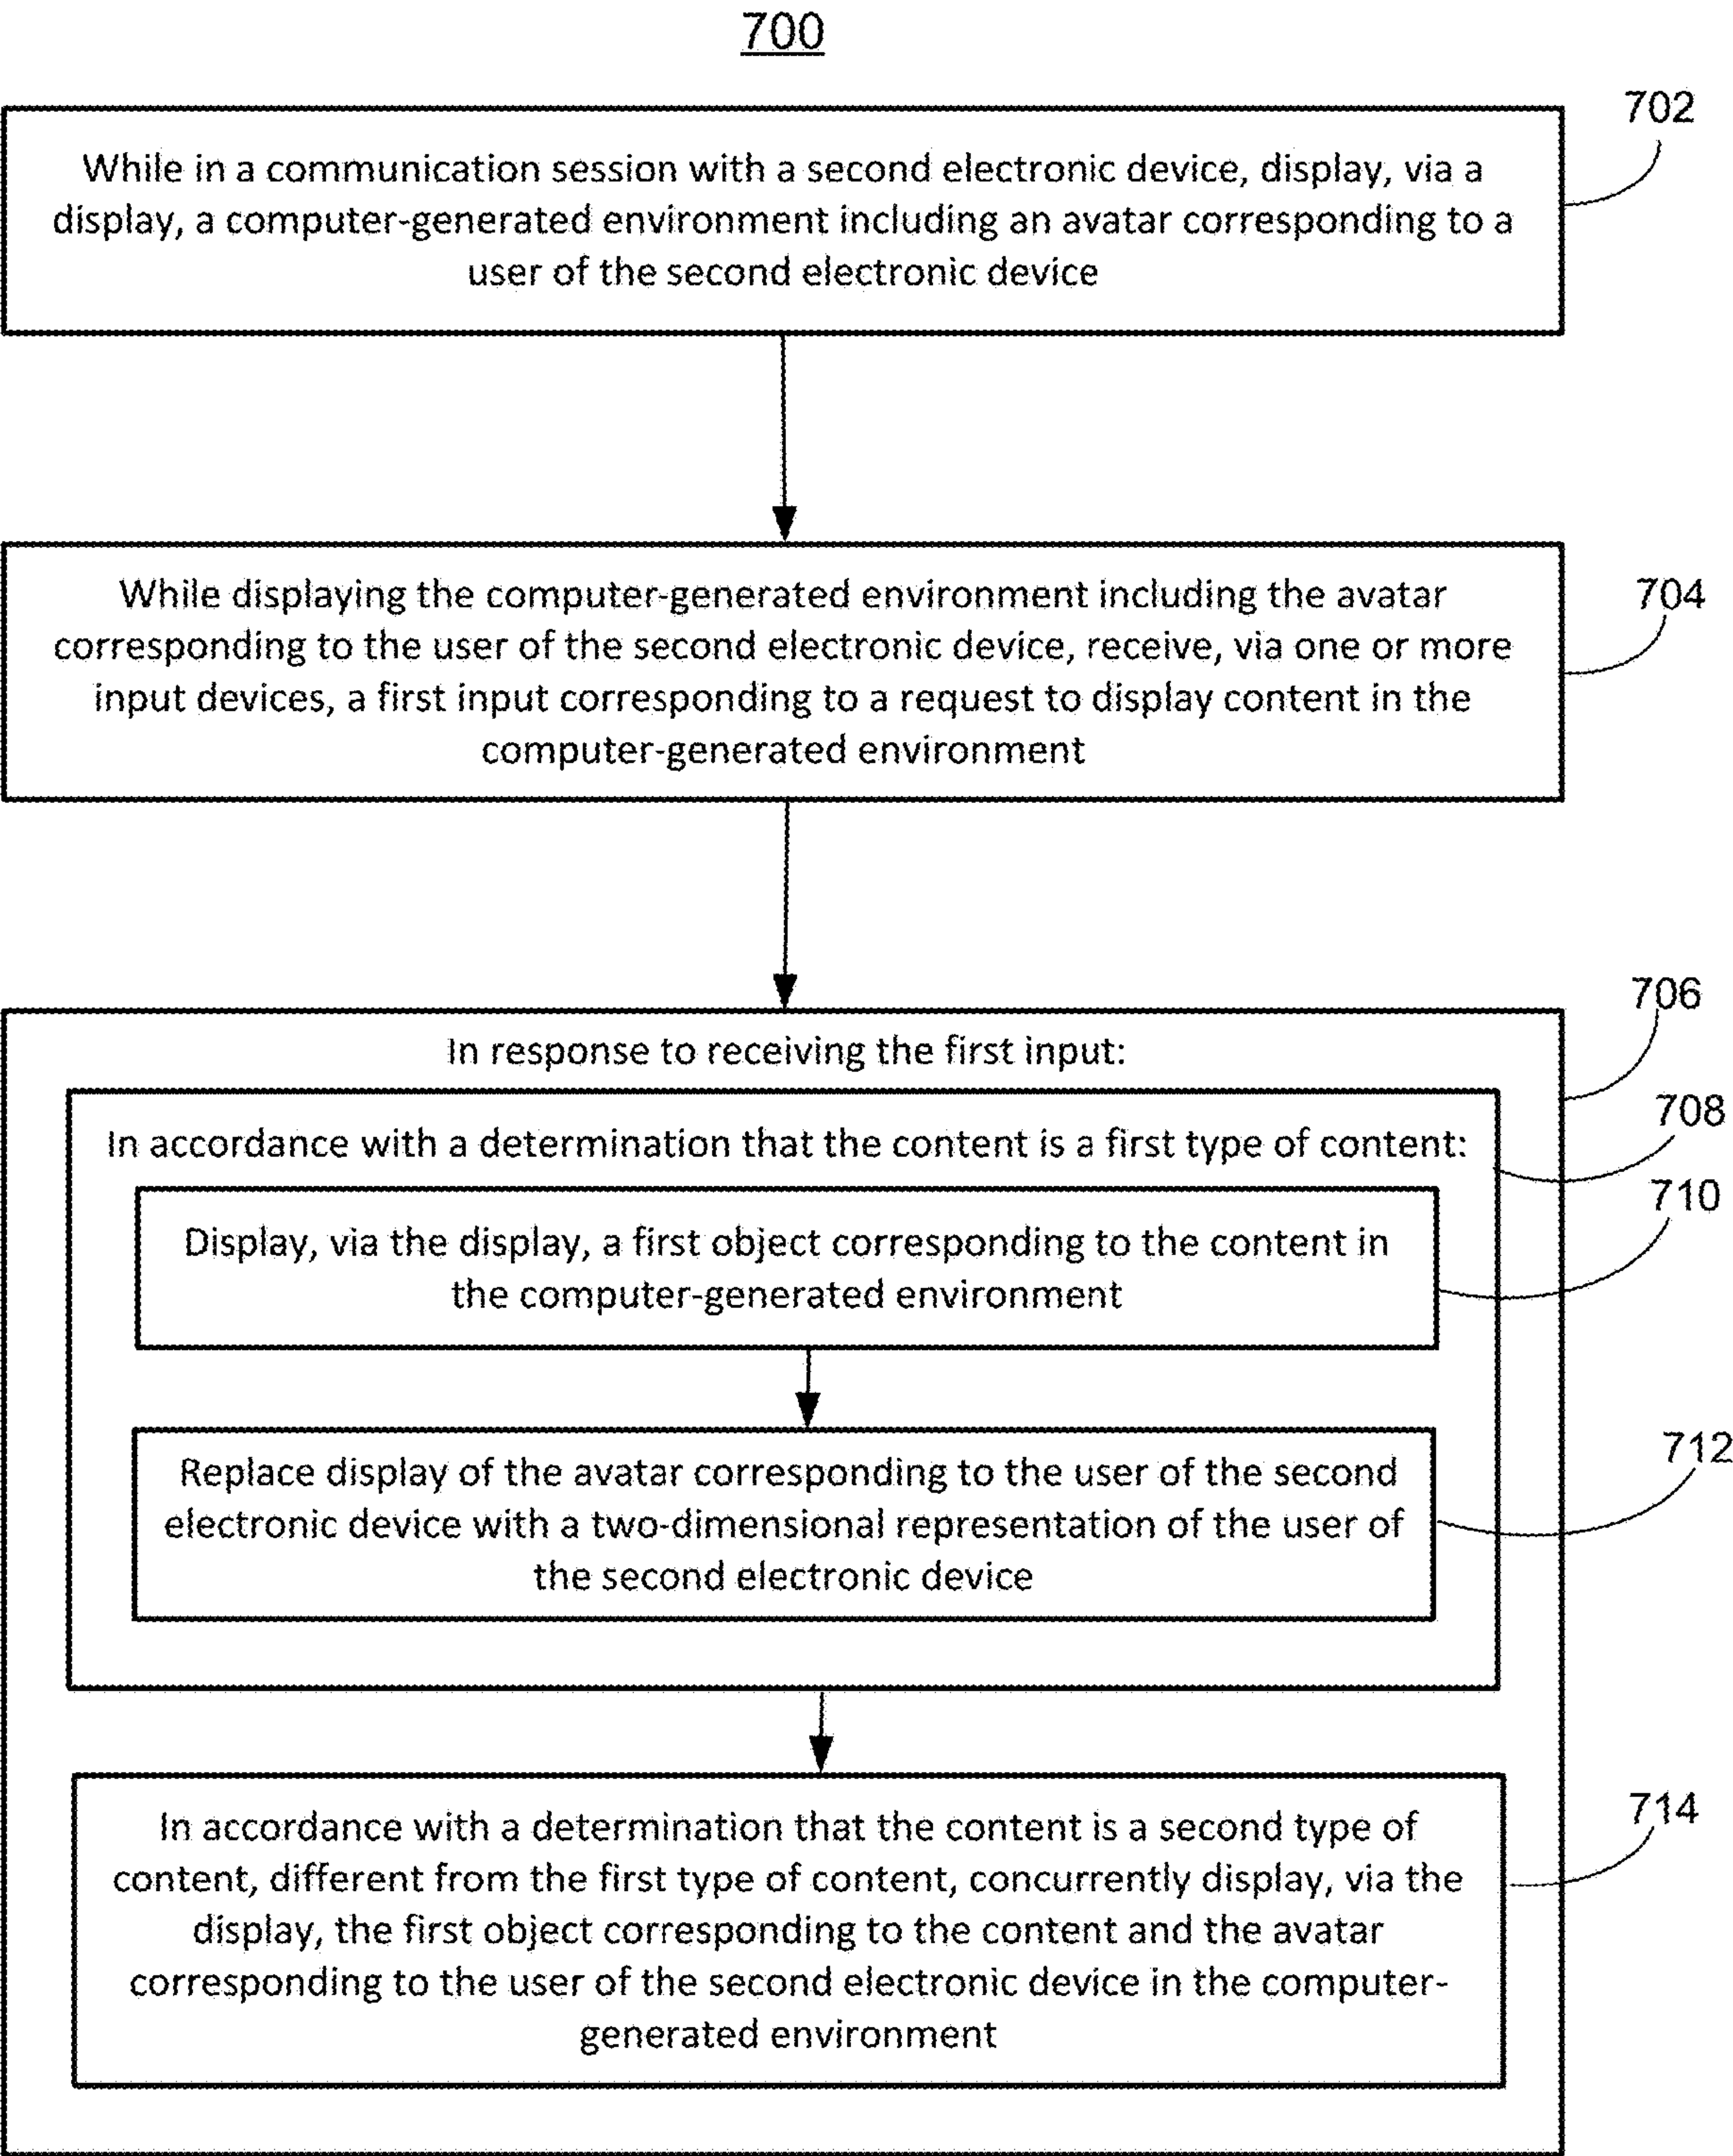 700
702
While in a communication session with a second electronic device, display, via a
display, a computer-generated environment including an avatar corresponding to a
user of the second electronic device
704
While displaying the computer-generated environment including the avatar
corresponding to the user of the second electronic device, receive, via one or more
input devices, a first input corresponding to a request to display content in the
computer-generated environment
706
In response to receiving the first input:
708
In accordance with a determination that the content is a first type of content:
710
Display, via the display, a first object corresponding to the content in
the computer-generated environment
712
Replace display of the avatar corresponding to the user of the second
electronic device with a two-dimensional representation of the user of
the second electronic device
714
In accordance with a determination that the content is a second type of
content, different from the first type of content, concurrently display, via the
display, the first object corresponding to the content and the avatar
corresponding to the user of the second electronic device in the computer-
generated environment